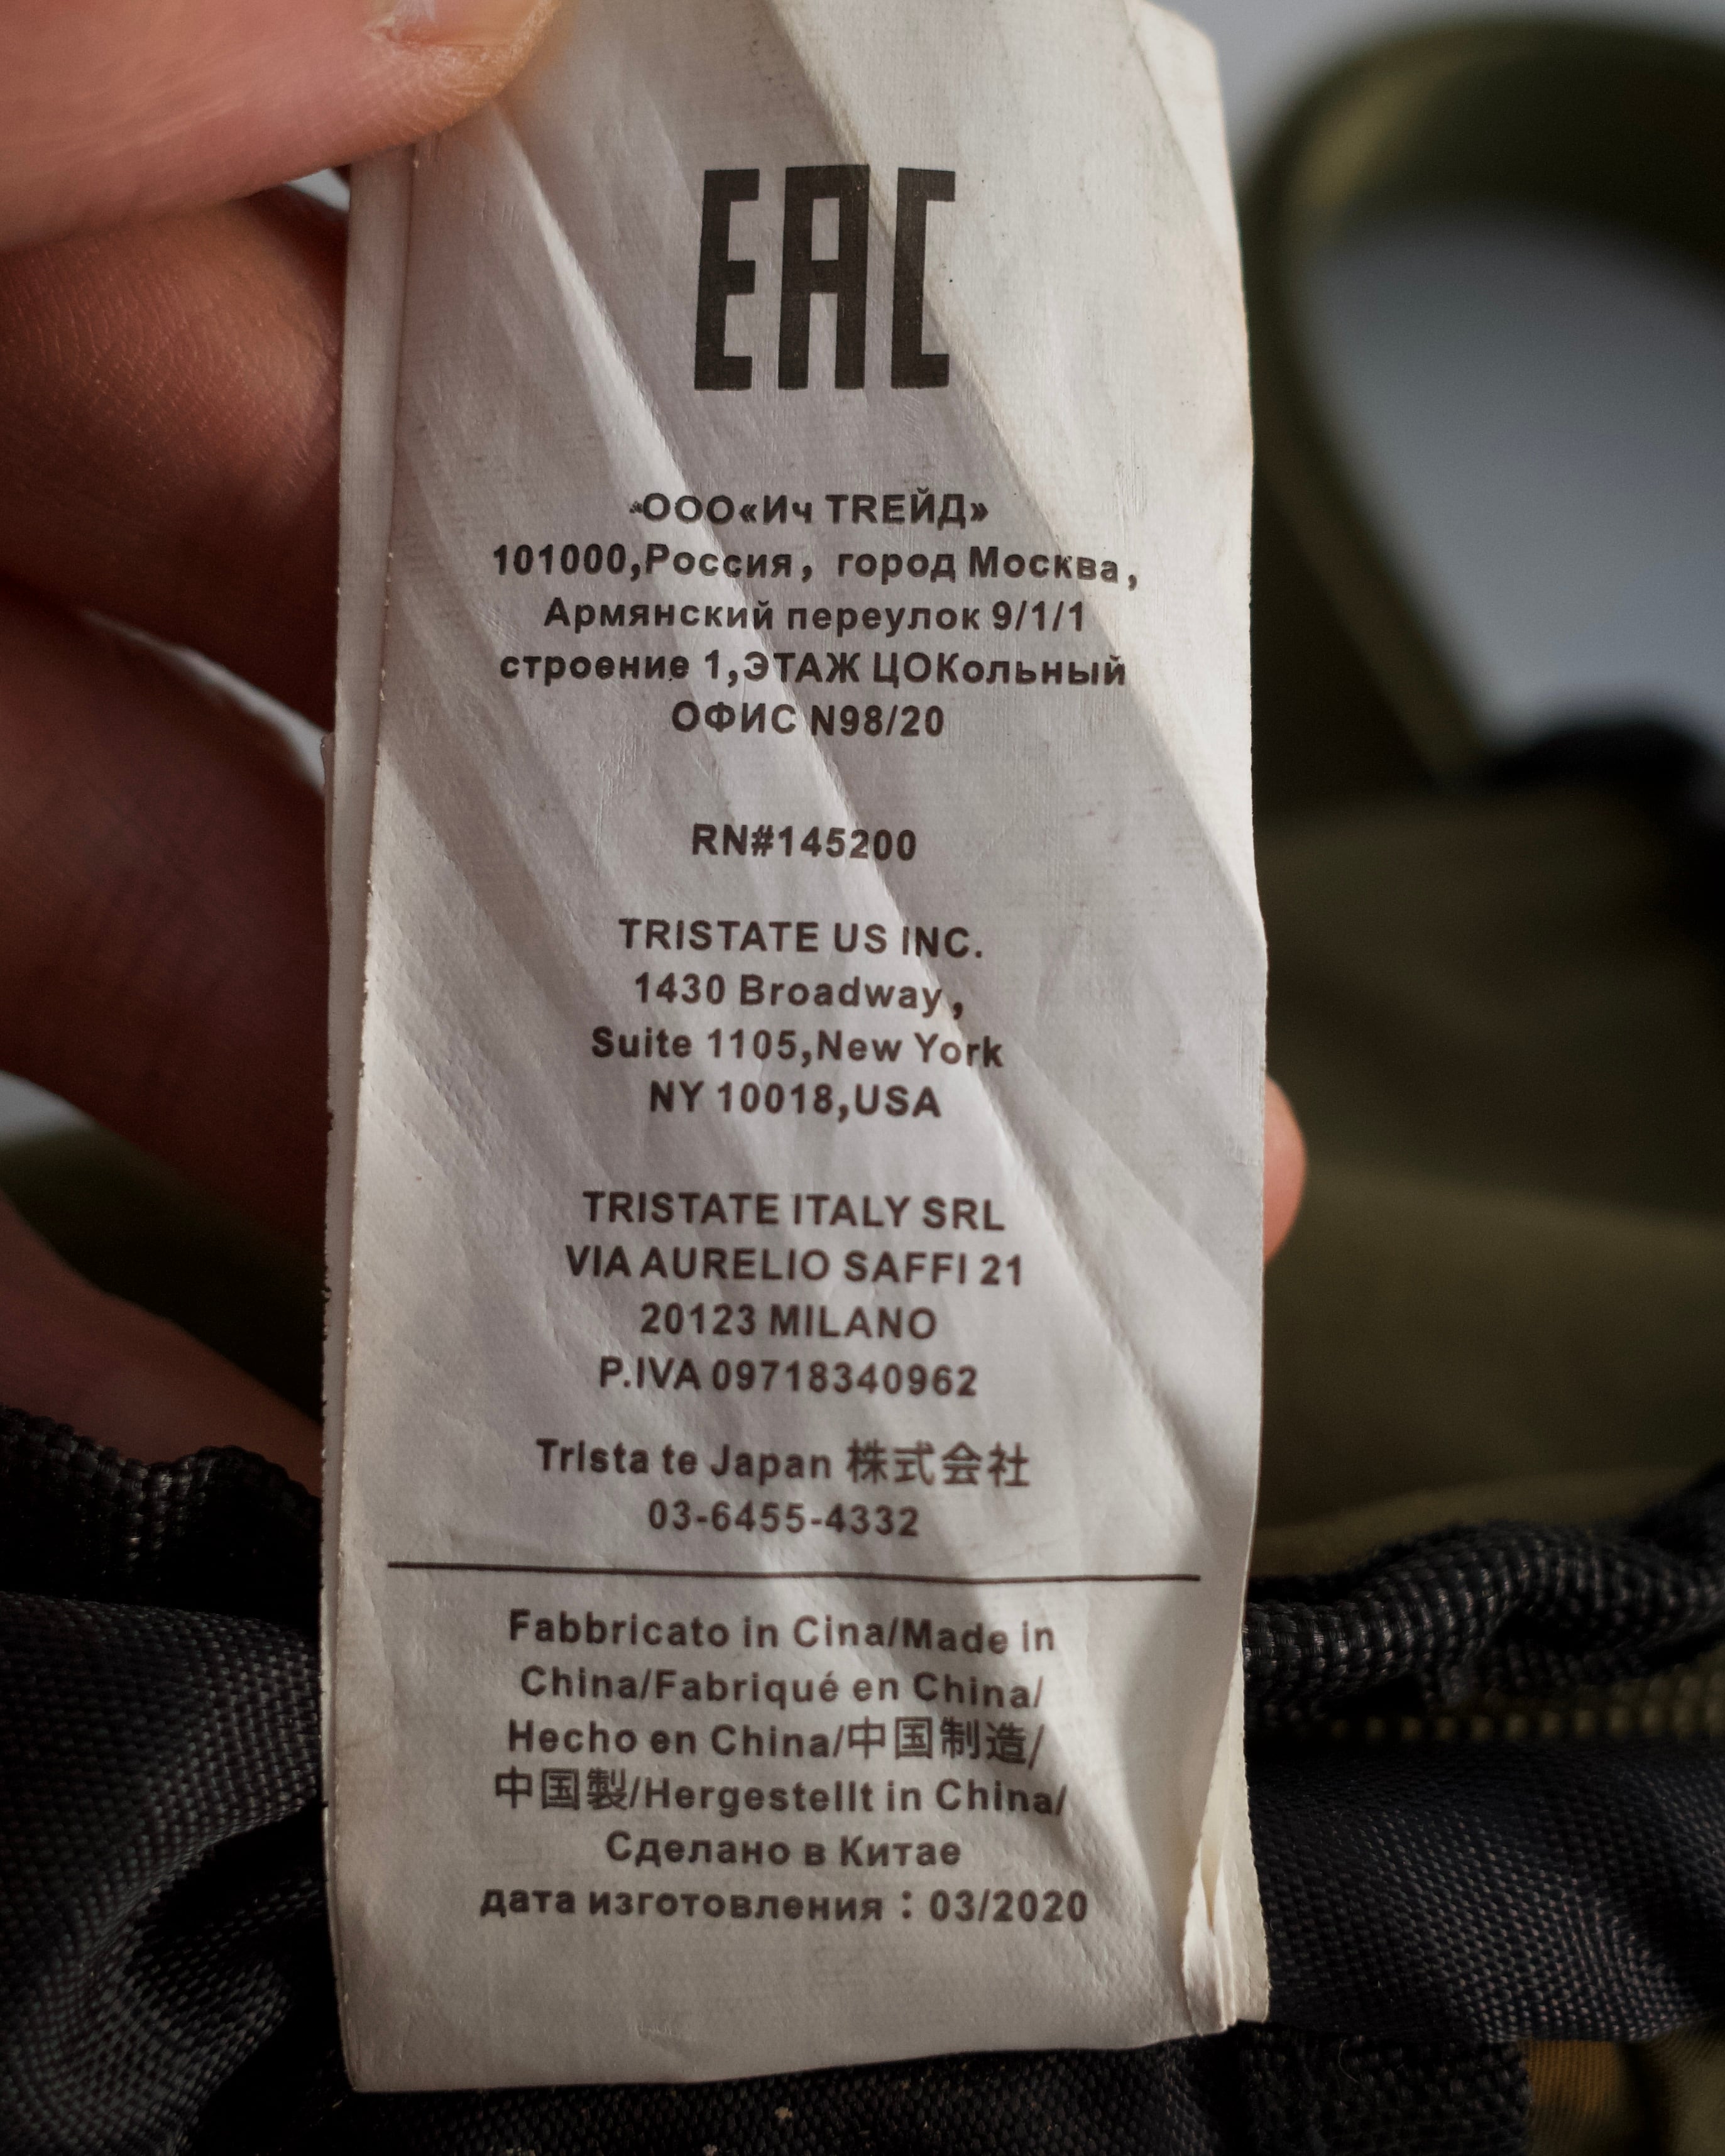 EAC
ООО«Ич TRЕЙД»
101000,Россия, город Москва,
Армянский переулок 9/1/1
строение 1,ЭТАЖ ЦОКольный
ОФИС N98/20
RN#145200
TRISTATE US INC.
1430 Broadway,
Suite 1105,New York
NY 10018,USA
TRISTATE ITALY SRL
VIA AURELIO SAFFI 21
20123 MILANO
P.IVA 09718340962
Trista te Japan 株式会社
03-6455-4332
Fabbricato in Cina/Made in
China/Fabriqué en China/
Hecho en China/中国制造/
中国製/Hergestellt in China/
Сделано в Китае
дата изготовления：03/2020